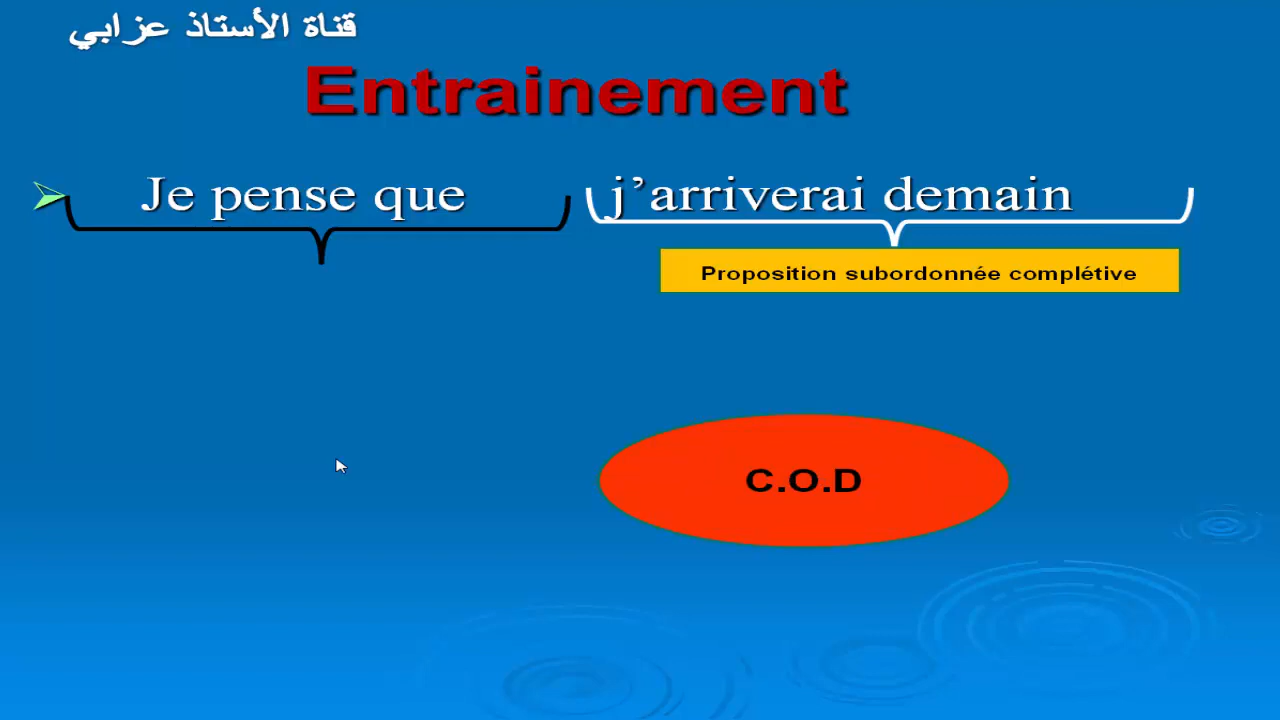 قناة الأستاذ عزابي
Entrainement
Je pense que j’arriverai demain
Proposition subordonnée complétive
C.O.D